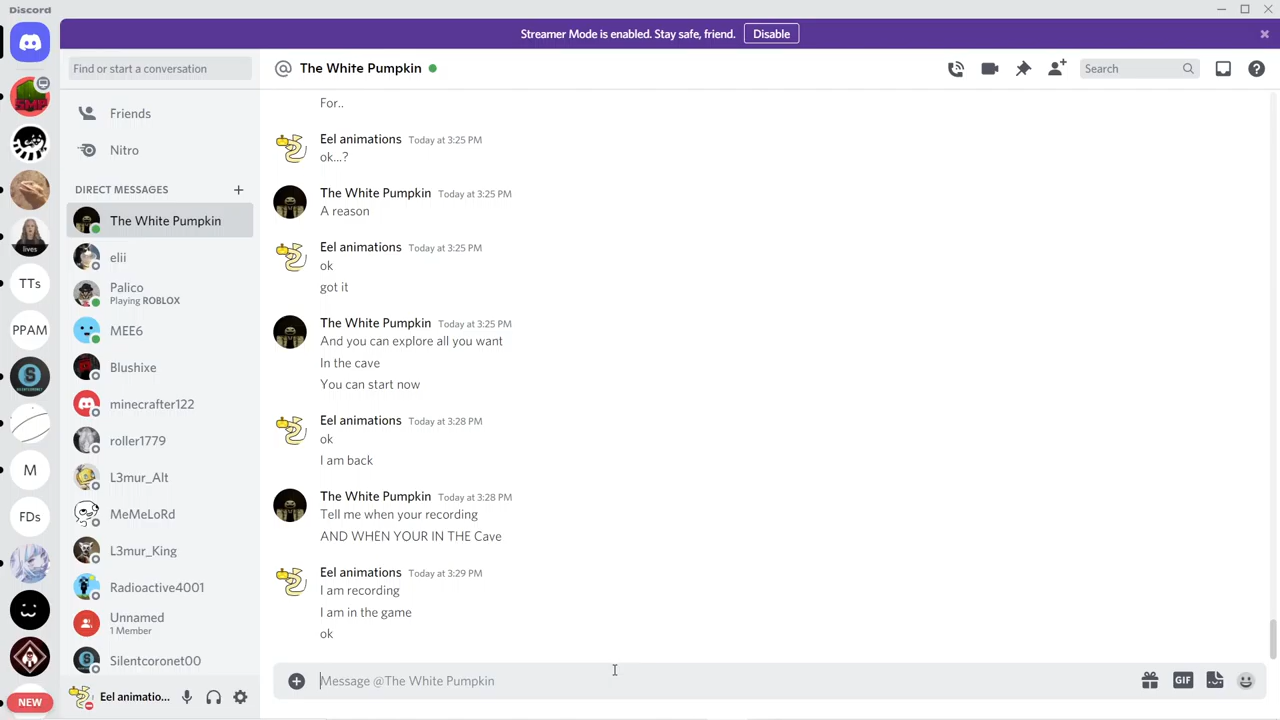 Discord
Streamer Mode is enabled. Stay safe, friend.
Disable
Find or start a conversation
The White Pumpkin
Search
SMP
lives
TTs
PPAM
S
M
FDs
NEW
Friends
Nitro
DIRECT MESSAGES
The White Pumpkin
elii
Palico
Playing ROBLOX
MEE6
Blushixe
minecrafter122
roller1779
L3mur_Alt
MeMeLoRd
L3mur_King
Radioactive4001
Unnamed
1 Member
Silentcoronet00
Eel animatio...
For..
Eel animations Today at 3:25 PM
ok...?
The White Pumpkin Today at 3:25 PM
A reason
Eel animations Today at 3:25 PM
ok
got it
The White Pumpkin Today at 3:25 PM
And you can explore all you want
In the cave
You can start now
Eel animations Today at 3:28 PM
ok
I am back
The White Pumpkin Today at 3:28 PM
Tell me when your recording
AND WHEN YOUR IN THE Cave
Eel animations Today at 3:29 PM
I am recording
I am in the game
ok
Message @The White Pumpkin
GIF